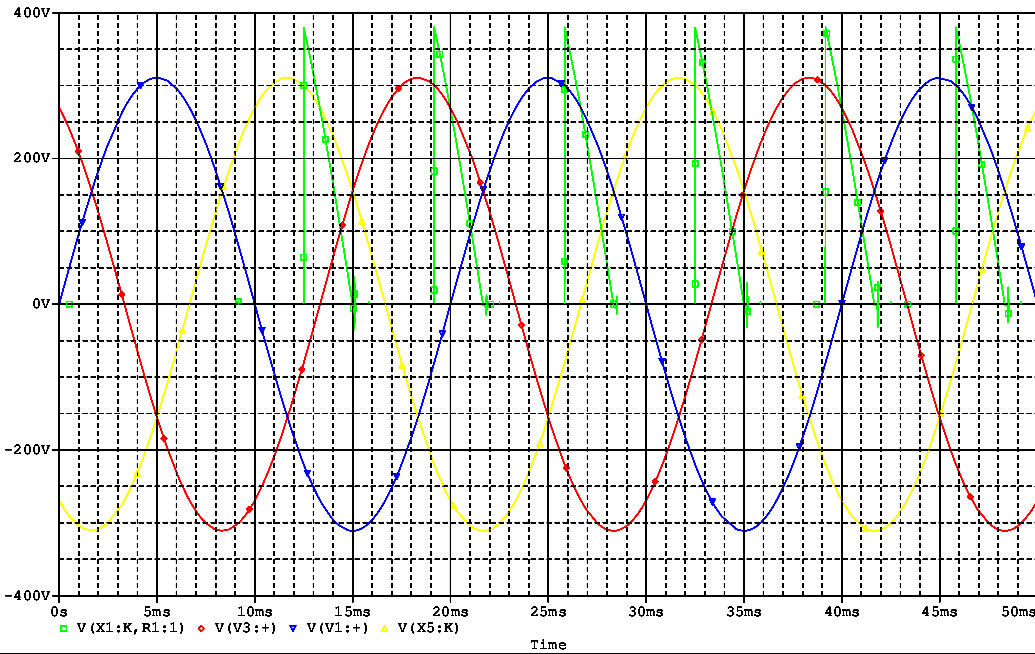 400V
200V
0V
-200V
-400V
0s 5ms 10ms 15ms 20ms 25ms 30ms 35ms 40ms 45ms 50ms
V(X1:K,R1:1) V(V3:+) V(V1:+) V(X5:K)
Time